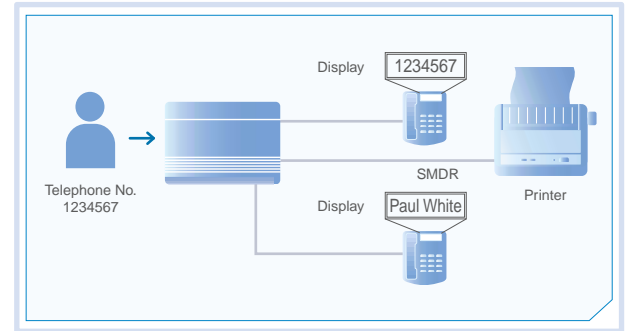 Display
1234567
Telephone No.
1234567
SMDR
Printer
Display
Paul White